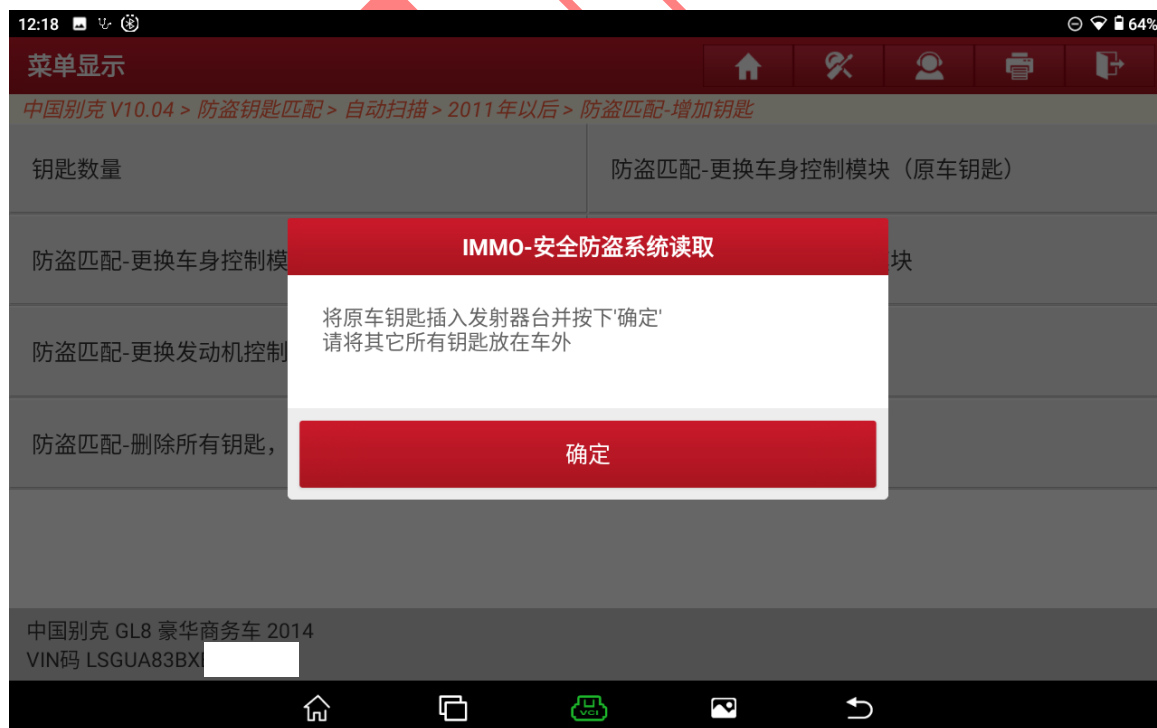 12:18
64%
菜单显示
中国别克 V10.04 > 防盗钥匙匹配 > 自动扫描 > 2011年以后 > 防盗匹配-增加钥匙
钥匙数量
防盗匹配-更换车身控制模块（原车钥匙）
防盗匹配-更换车身控制模
块
IMMO-安全防盗系统读取
将原车钥匙插入发射器台并按下'确定'
请将其它所有钥匙放在车外
防盗匹配-更换发动机控制
防盗匹配-删除所有钥匙，
确定
中国别克 GL8 豪华商务车 2014
VIN码 LSGUA83BX
VCI